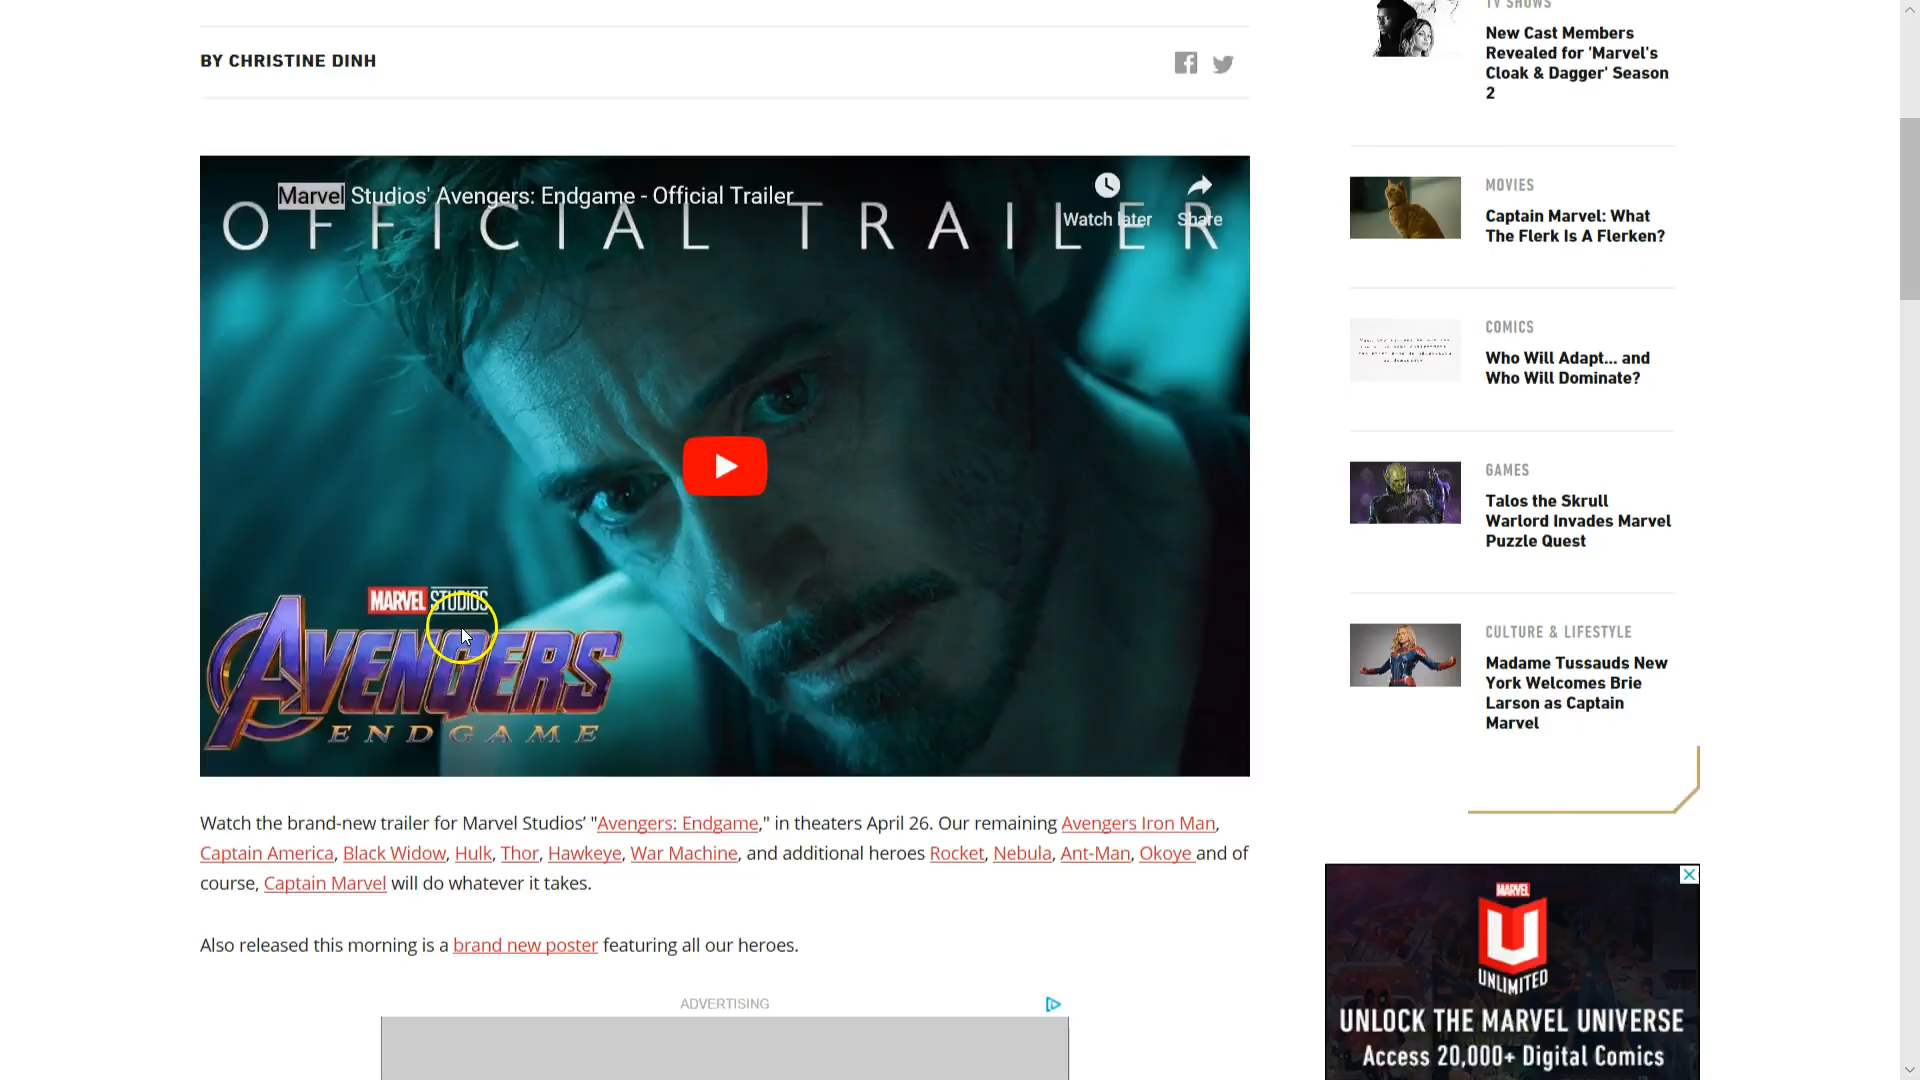 BY CHRISTINE DINH
Marvel Studios' Avengers: Endgame - Official Trailer
Watch later
Share
OFFICIAL TRAILER
MARVEL STUDIOS
AVENGERS
ENDGAME
Watch the brand-new trailer for Marvel Studios’ "Avengers: Endgame," in theaters April 26. Our remaining Avengers Iron Man,
Captain America, Black Widow, Hulk, Thor, Hawkeye, War Machine, and additional heroes Rocket, Nebula, Ant-Man, Okoye and of
course, Captain Marvel will do whatever it takes.
Also released this morning is a brand new poster featuring all our heroes.
ADVERTISING
TV SHOWS
New Cast Members
Revealed for 'Marvel's
Cloak & Dagger' Season
2
MOVIES
Captain Marvel: What
The Flerk Is A Flerken?
COMICS
Who Will Adapt... and
Who Will Dominate?
GAMES
Talos the Skrull
Warlord Invades Marvel
Puzzle Quest
CULTURE & LIFESTYLE
Madame Tussauds New
York Welcomes Brie
Larson as Captain
Marvel
MARVEL
UNLIMITED
UNLOCK THE MARVEL UNIVERSE
Access 20,000+ Digital Comics